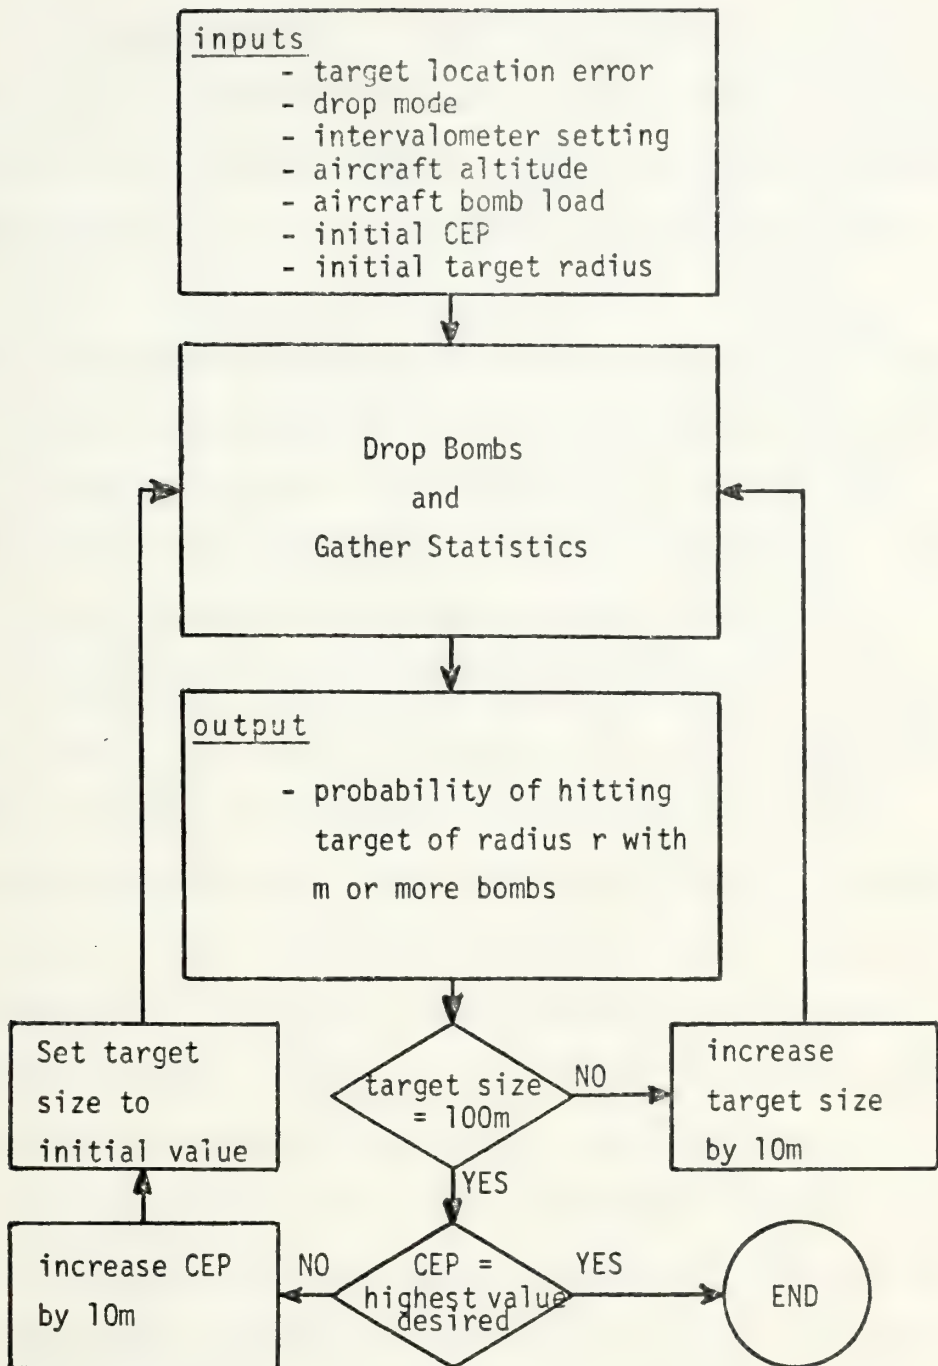 inputs
- target location error
- drop mode
- intervalometer setting
- aircraft altitude
- aircraft bomb load
- initial CEP
- initial target radius
Drop Bombs
and
Gather Statistics
output
- probability of hitting
target of radius r with
m or more bombs
target size
= 100m
NO
increase
target size
by 10m
YES
Set target
size to
initial value
CEP =
highest value
desired
NO
increase CEP
by 10m
YES
END